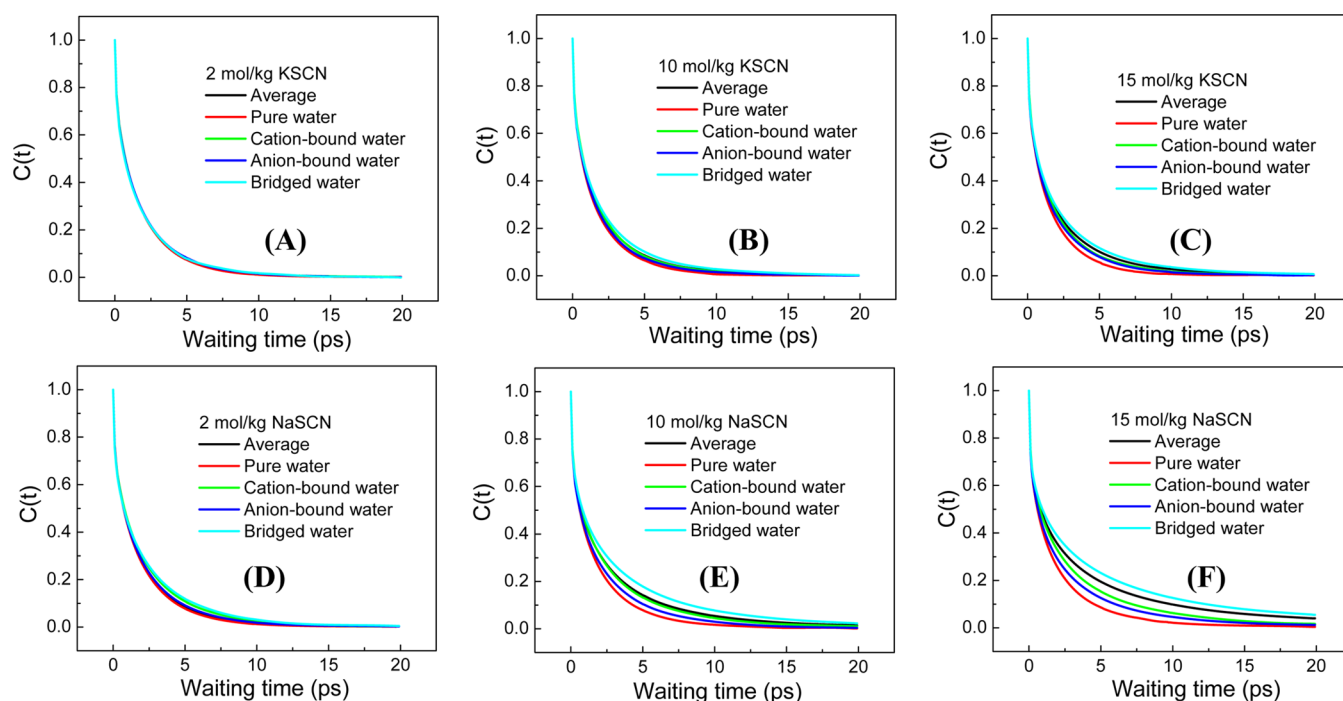 1.0
0.8
0.6
0.4
0.2
0.0
C(t)
2 mol/kg KSCN
Average
Pure water
Cation-bound water
Anion-bound water
Bridged water
(A)
0 5 10 15 20
Waiting time (ps)
1.0
0.8
0.6
0.4
0.2
0.0
C(t)
10 mol/kg KSCN
Average
Pure water
Cation-bound water
Anion-bound water
Bridged water
(B)
0 5 10 15 20
Waiting time (ps)
1.0
0.8
0.6
0.4
0.2
0.0
C(t)
15 mol/kg KSCN
Average
Pure water
Cation-bound water
Anion-bound water
Bridged water
(C)
0 5 10 15 20
Waiting time (ps)
1.0
0.8
0.6
0.4
0.2
0.0
C(t)
2 mol/kg NaSCN
Average
Pure water
Cation-bound water
Anion-bound water
Bridged water
(D)
0 5 10 15 20
Waiting time (ps)
1.0
0.8
0.6
0.4
0.2
0.0
C(t)
10 mol/kg NaSCN
Average
Pure water
Cation-bound water
Anion-bound water
Bridged water
(E)
0 5 10 15 20
Waiting time (ps)
1.0
0.8
0.6
0.4
0.2
0.0
C(t)
15 mol/kg NaSCN
Average
Pure water
Cation-bound water
Anion-bound water
Bridged water
(F)
0 5 10 15 20
Waiting time (ps)